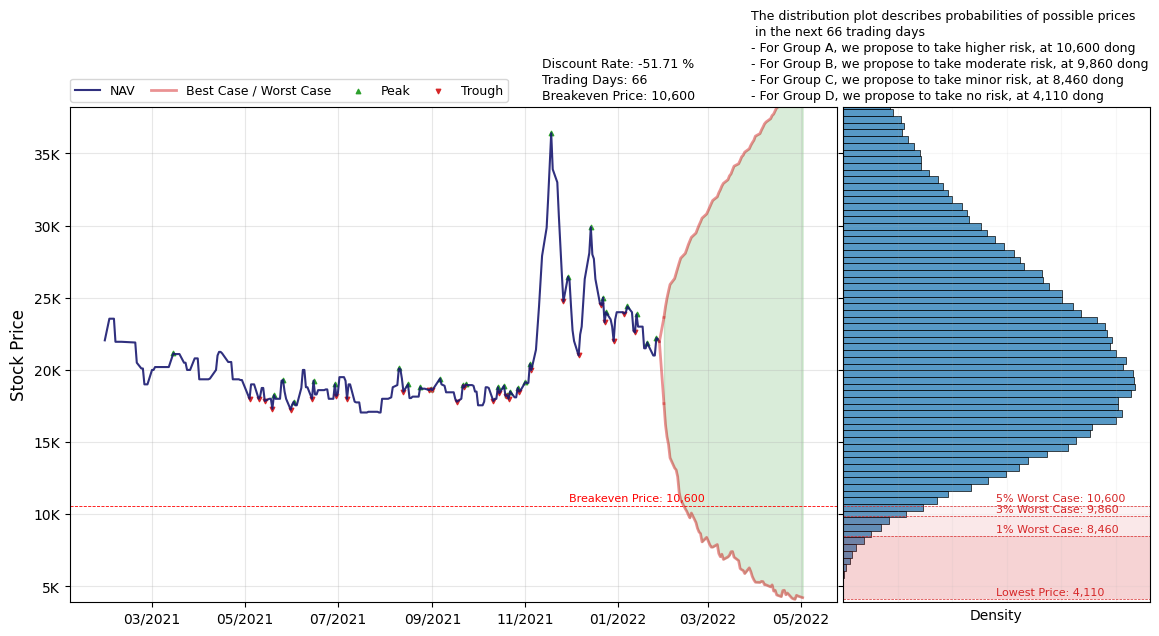 The distribution plot describes probabilities of possible prices
in the next 66 trading days
- For Group A, we propose to take higher risk, at 10,600 dong
- For Group B, we propose to take moderate risk, at 9,860 dong
- For Group C, we propose to take minor risk, at 8,460 dong
- For Group D, we propose to take no risk, at 4,110 dong
Discount Rate: -51.71 %
Trading Days: 66
Breakeven Price: 10,600
NAV
Best Case / Worst Case
Peak
Trough
Stock Price
35K
30K
25K
20K
15K
10K
5K
Breakeven Price: 10,600
03/2021
05/2021
07/2021
09/2021
11/2021
01/2022
03/2022
05/2022
5% Worst Case: 10,600
3% Worst Case: 9,860
1% Worst Case: 8,460
Lowest Price: 4,110
Density